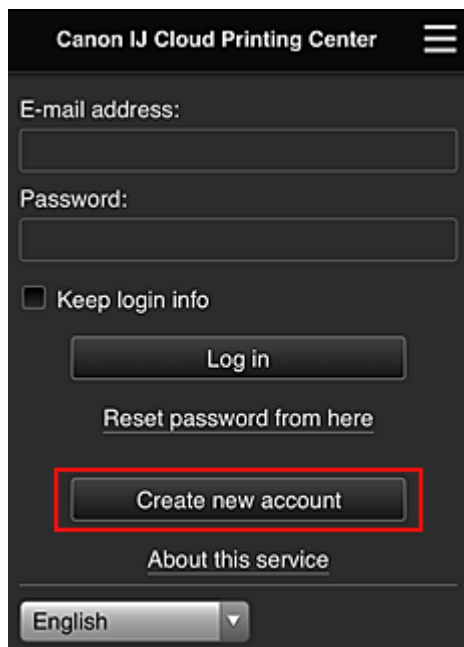 Canon IJ Cloud Printing Center
E-mail address:
Password:
Keep login info
Log in
Reset password from here
Create new account
About this service
English